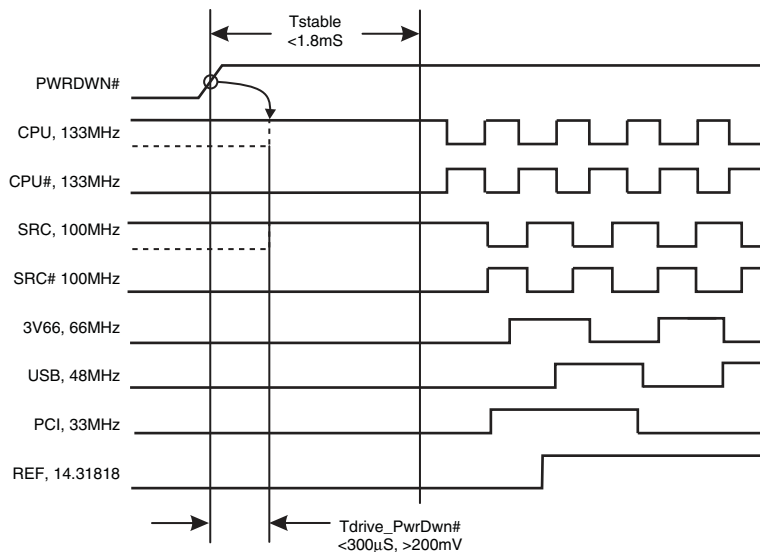 Tstable
<1.8mS
PWRDWN#
CPU, 133MHz
CPU#, 133MHz
SRC, 100MHz
SRC# 100MHz
3V66, 66MHz
USB, 48MHz
PCI, 33MHz
REF, 14.31818
Tdrive_PwrDwn#
<300µS, >200mV